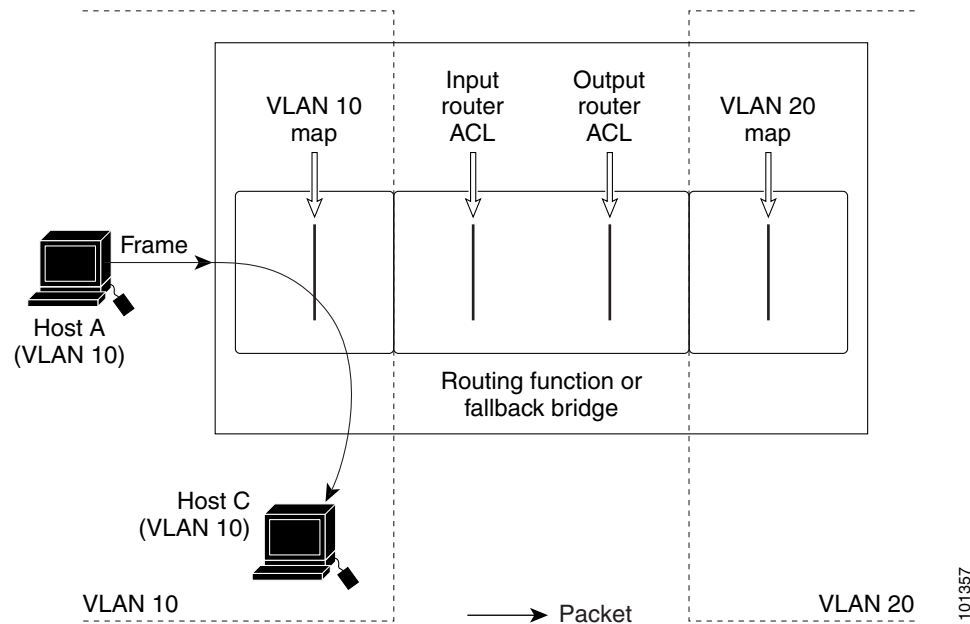 VLAN 10
map
Input
router
ACL
Output
router
ACL
VLAN 20
map
Frame
Host A
(VLAN 10)
Routing function or
fallback bridge
Host C
(VLAN 10)
VLAN 10
Packet
VLAN 20
101357